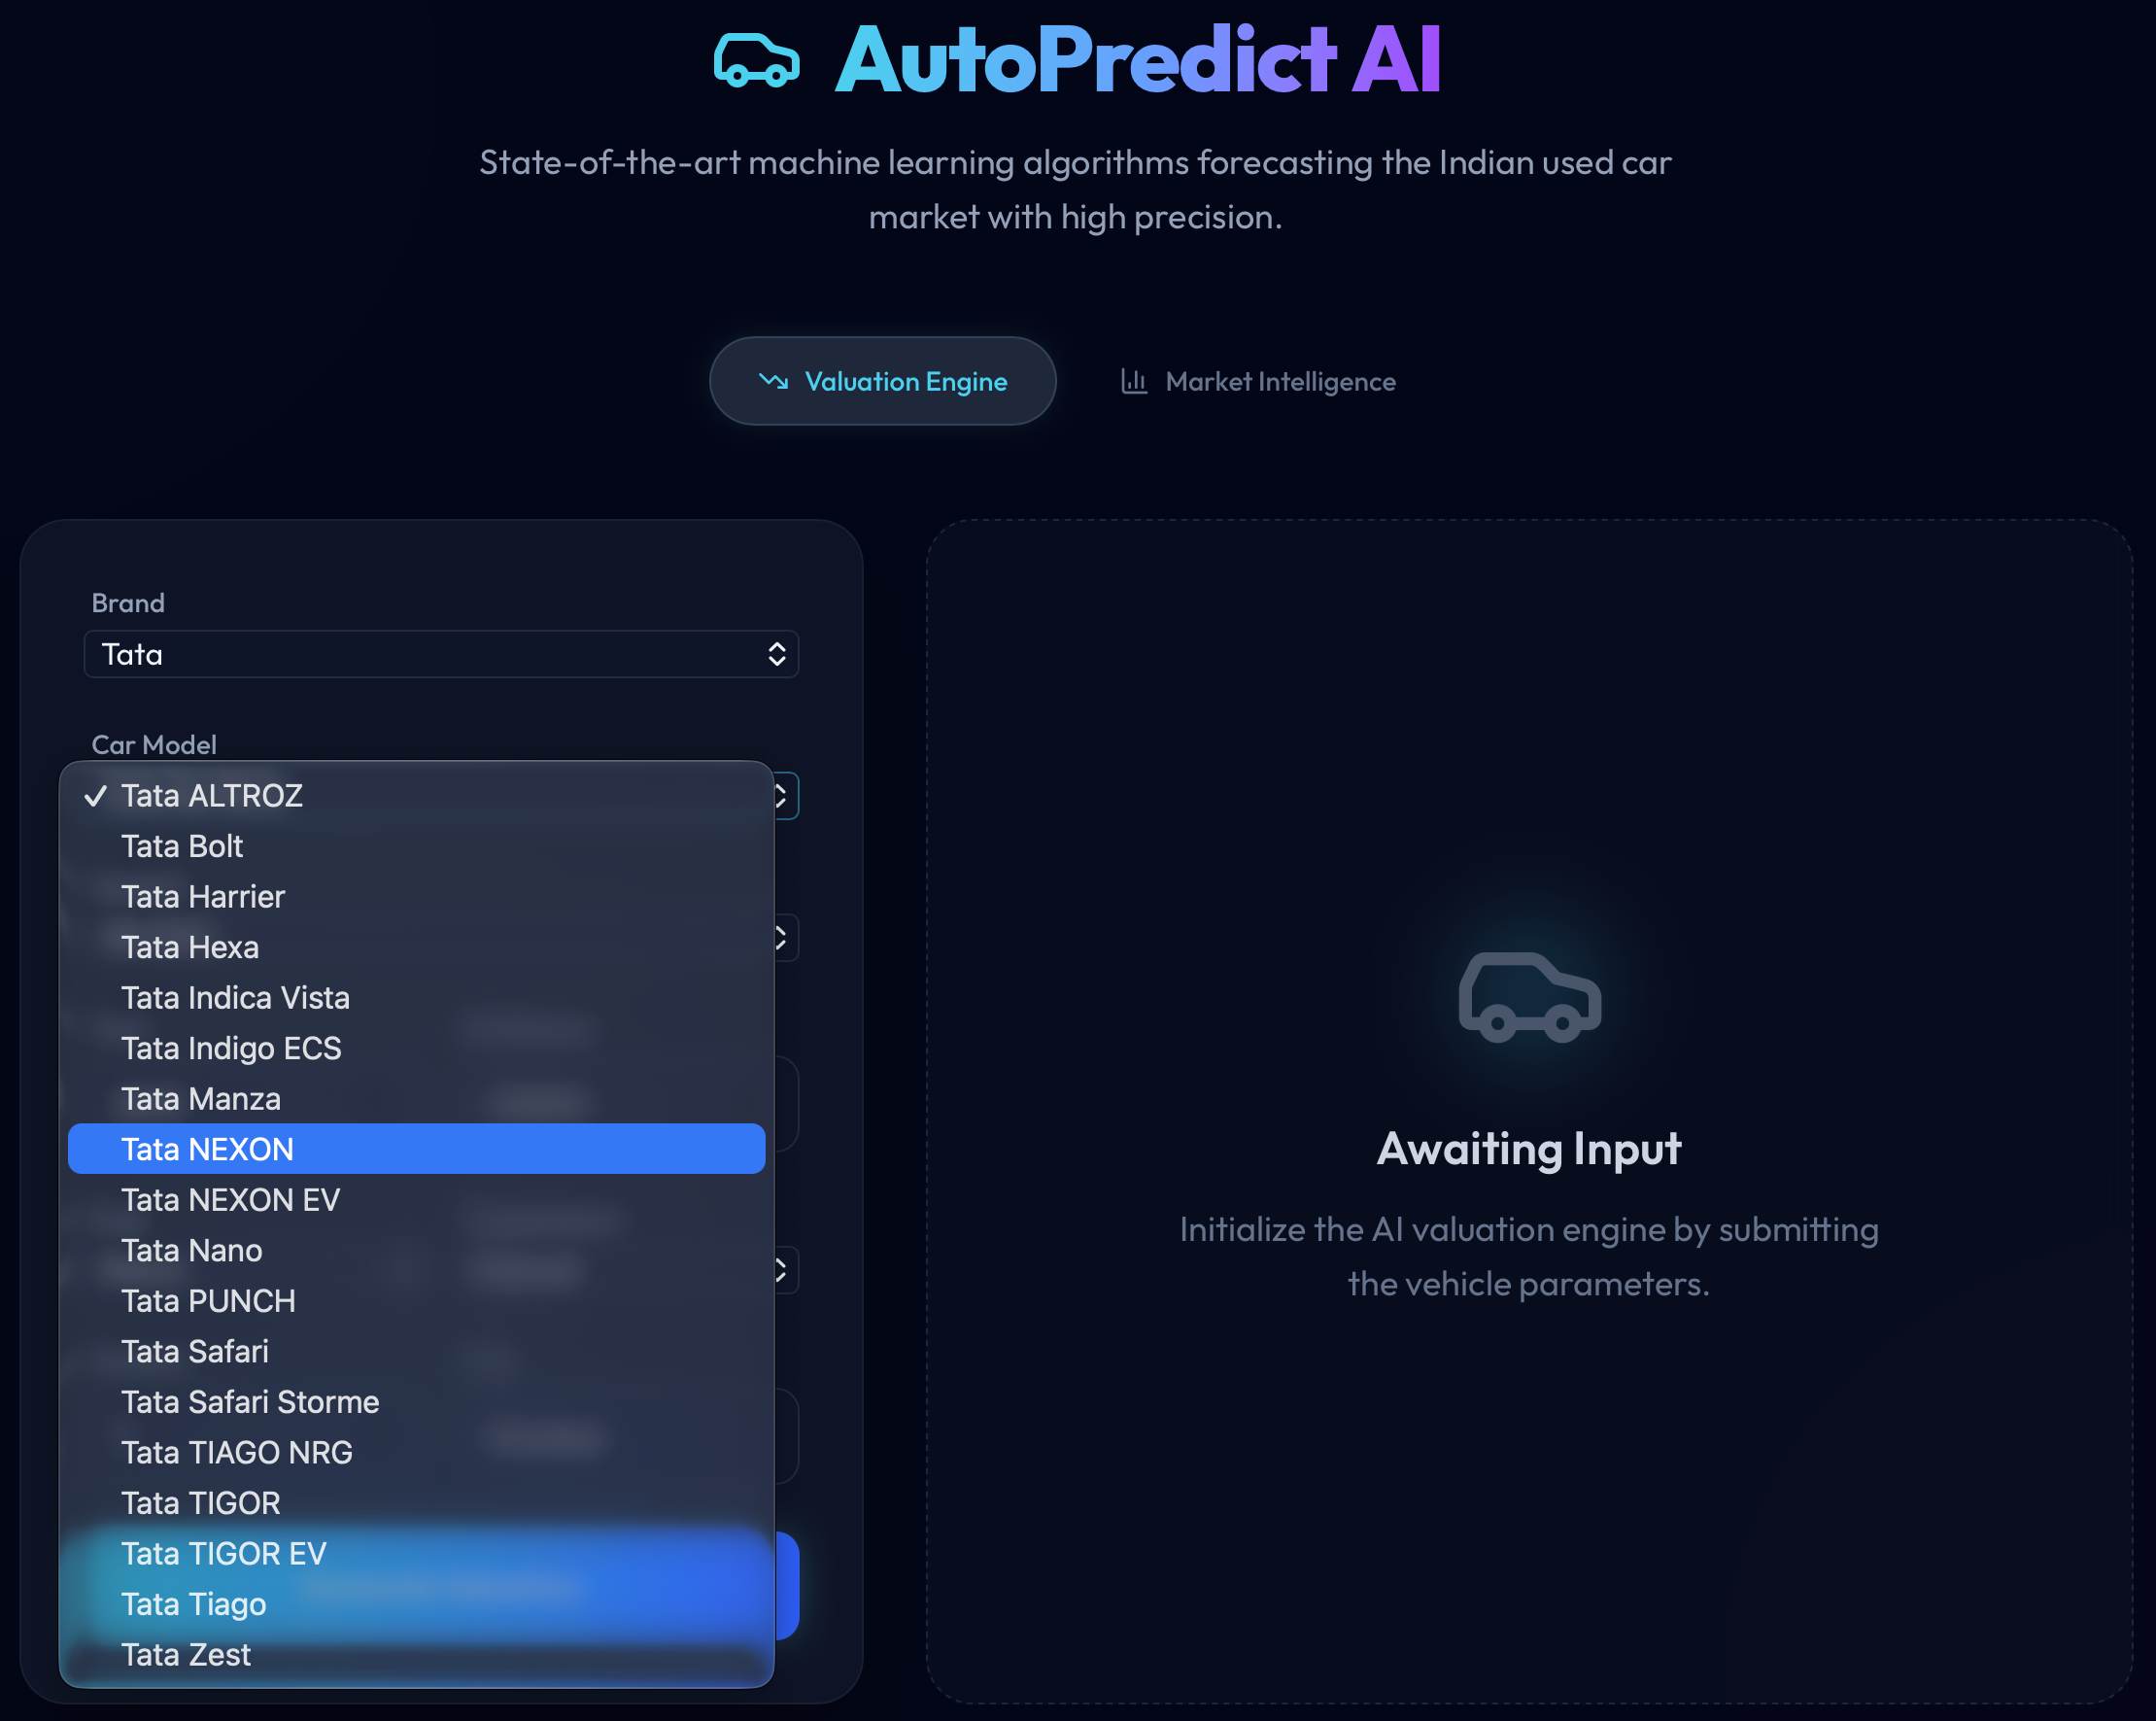 AutoPredict AI
State-of-the-art machine learning algorithms forecasting the Indian used car
market with high precision.
Valuation Engine
Market Intelligence
Brand
Tata
Car Model
✓ Tata ALTROZ
Tata Bolt
Tata Harrier
Tata Hexa
Tata Indica Vista
Tata Indigo ECS
Tata Manza
Tata NEXON
Tata NEXON EV
Tata Nano
Tata PUNCH
Tata Safari
Tata Safari Storme
Tata TIAGO NRG
Tata TIGOR
Tata TIGOR EV
Tata Tiago
Tata Zest
Awaiting Input
Initialize the AI valuation engine by submitting
the vehicle parameters.